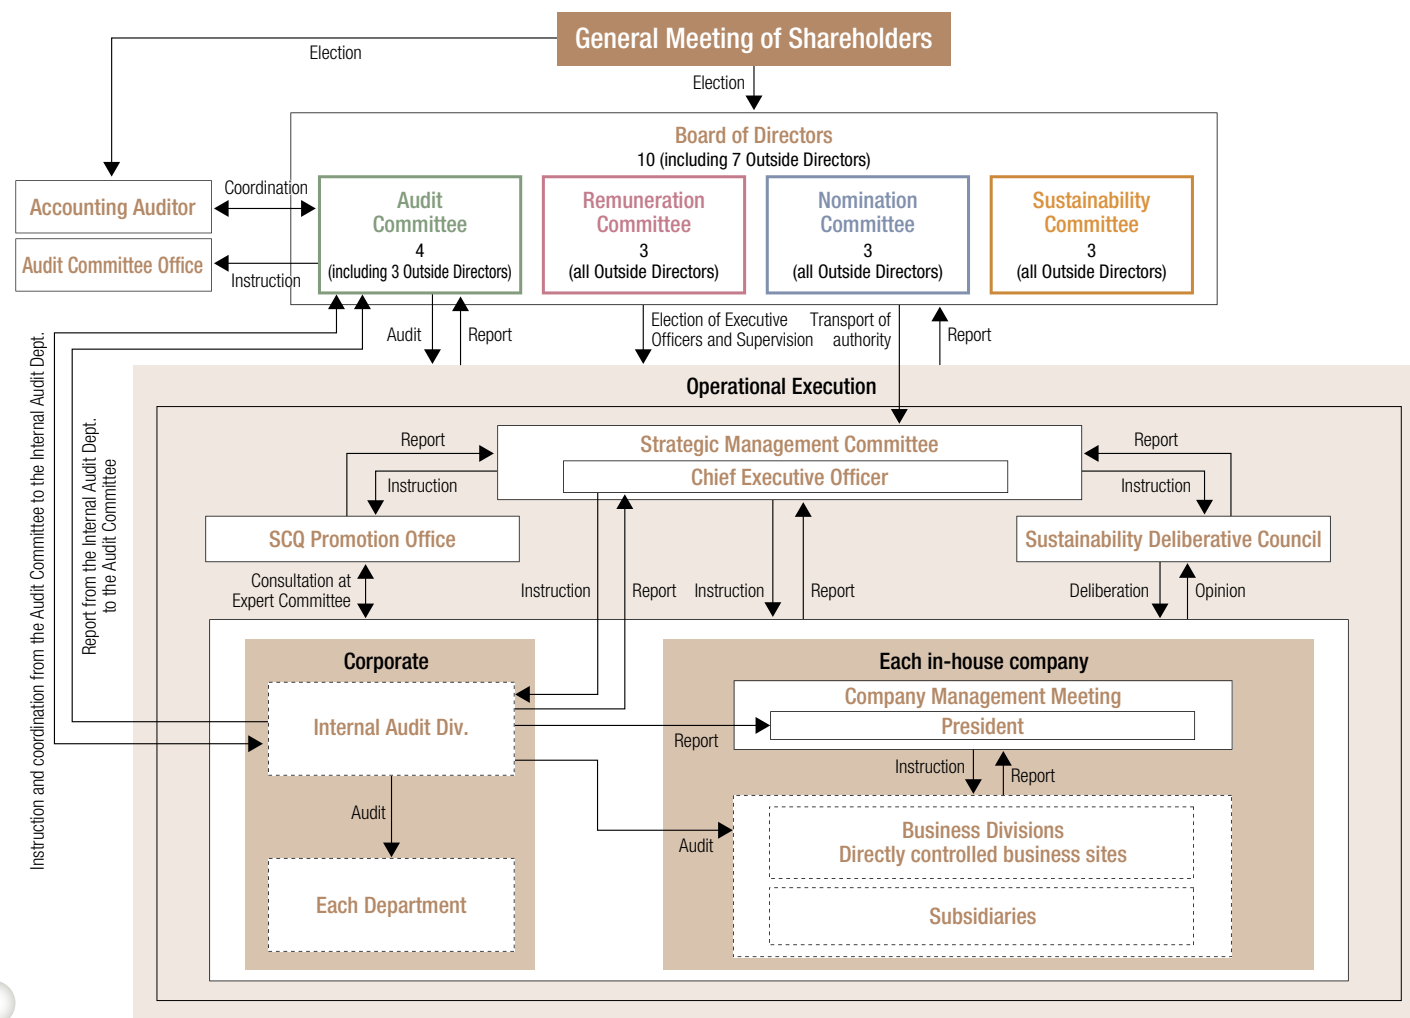 General Meeting of Shareholders
Election
Election
Board of Directors
10 (including 7 Outside Directors)
Accounting Auditor
Coordination
Audit Committee Office
Instruction
Audit
Committee
4
(including 3 Outside Directors)
Remuneration
Committee
3
(all Outside Directors)
Nomination
Committee
3
(all Outside Directors)
Sustainability
Committee
3
(all Outside Directors)
Audit
Report
Election of Executive
Officers and Supervision
Transport of
authority
Report
Instruction and coordination from the Audit Committee to the Internal Audit Dept.
Report from the Internal Audit Dept.
to the Audit Committee
Operational Execution
Strategic Management Committee
Chief Executive Officer
Report
Instruction
Report
Instruction
SCQ Promotion Office
Sustainability Deliberative Council
Consultation at
Expert Committee
Instruction
Report
Instruction
Report
Deliberation
Opinion
Corporate
Internal Audit Div.
Audit
Each Department
Report
Audit
Each in-house company
Company Management Meeting
President
Instruction
Report
Business Divisions
Directly controlled business sites
Subsidiaries